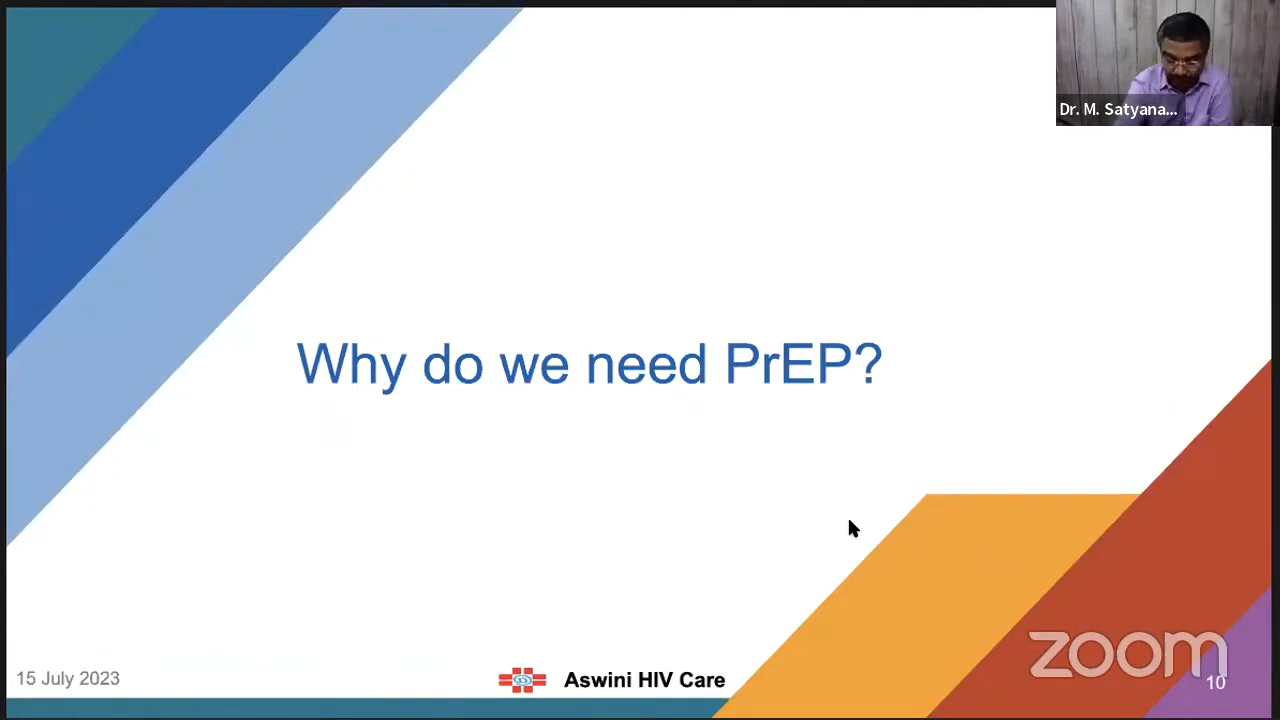 Dr. M. Satyana...
Why do we need PrEP?
15 July 2023
Aswini HIV Care
zoom
10